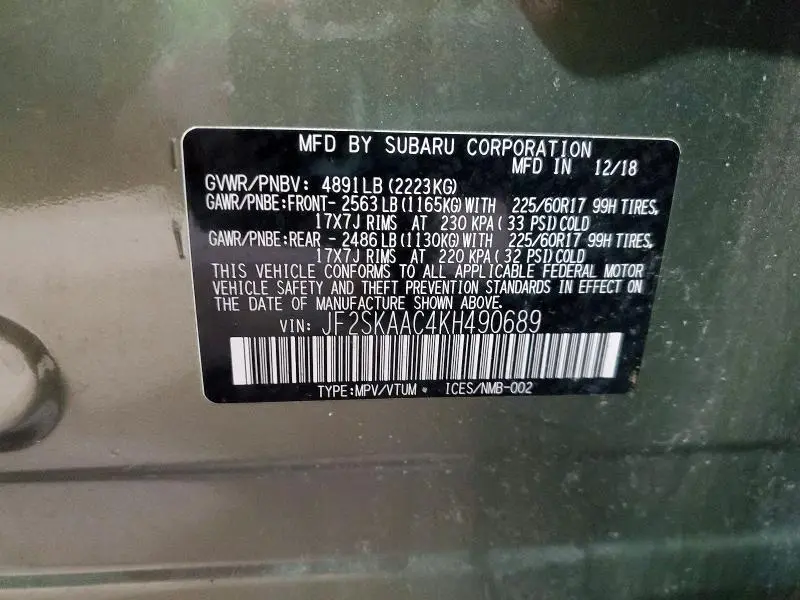 MFD BY SUBARU CORPORATION
MFD IN 12/18
GVWR/PNBV: 4891LB (2223KG)
GAWR/PNBE:FRONT- 2563 LB (1165KG) WITH 225/60R17 99H TIRES,
17X7J RIMS AT 230 KPA ( 33 PSI) COLD
GAWR/PNBE:REAR - 2486 LB (1130KG) WITH 225/60R17 99H TIRES,
17X7J RIMS AT 220 KPA ( 32 PSI) COLD
THIS VEHICLE CONFORMS TO ALL APPLICABLE FEDERAL MOTOR
VEHICLE SAFETY AND THEFT PREVENTION STANDARDS IN EFFECT ON
THE DATE OF MANUFACTURE SHOWN ABOVE.
VIN: JF2SKAAC4KH490689
TYPE:MPV/VTUM • ICES/NMB-002